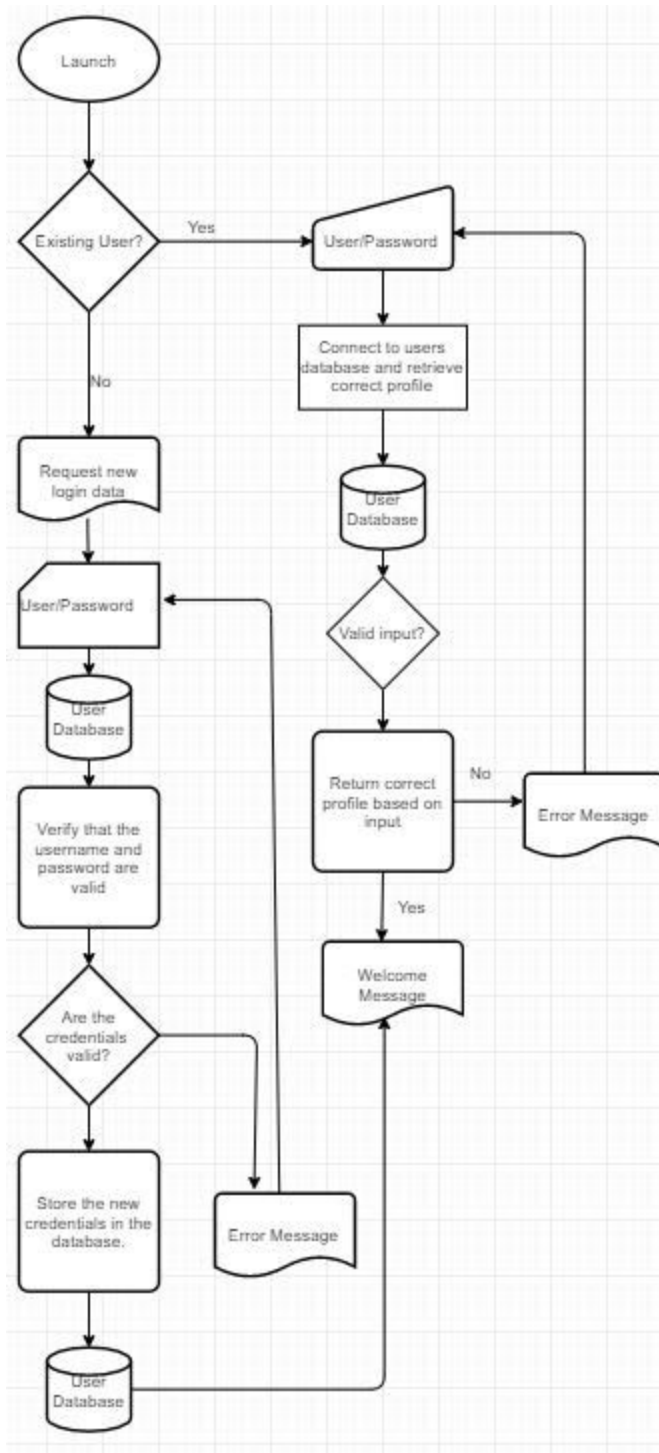 Launch
Existing User?
Yes
User/Password
No
Connect to users
database and retrieve
correct profile
Request new
login data
User
Database
User/Password
Valid input?
User
Database
Return correct
profile based on
input
No
Error Message
Verify that the
username and
password are
valid
Yes
Welcome
Message
Are the
credentials
valid?
Store the new
credentials in the
database.
Error Message
User
Database